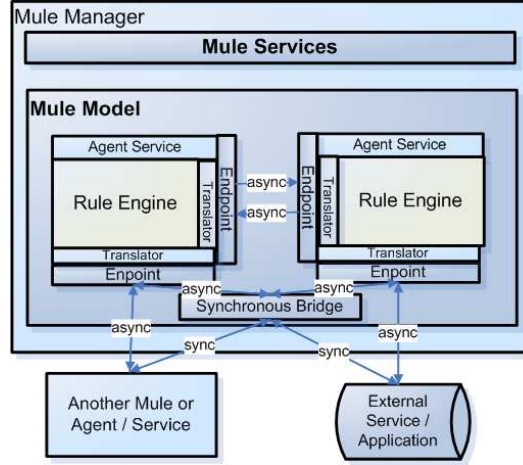 Mule Manager
Mule Services
Mule Model
Agent Service
Rule Engine
Translator
Endpoint
Translator
Enpoint
async
async
Agent Service
Endpoint
Translator
Rule Engine
Translator
Enpoint
async
async
Synchronous Bridge
async
sync
sync
async
Another Mule or
Agent / Service
External
Service /
Application